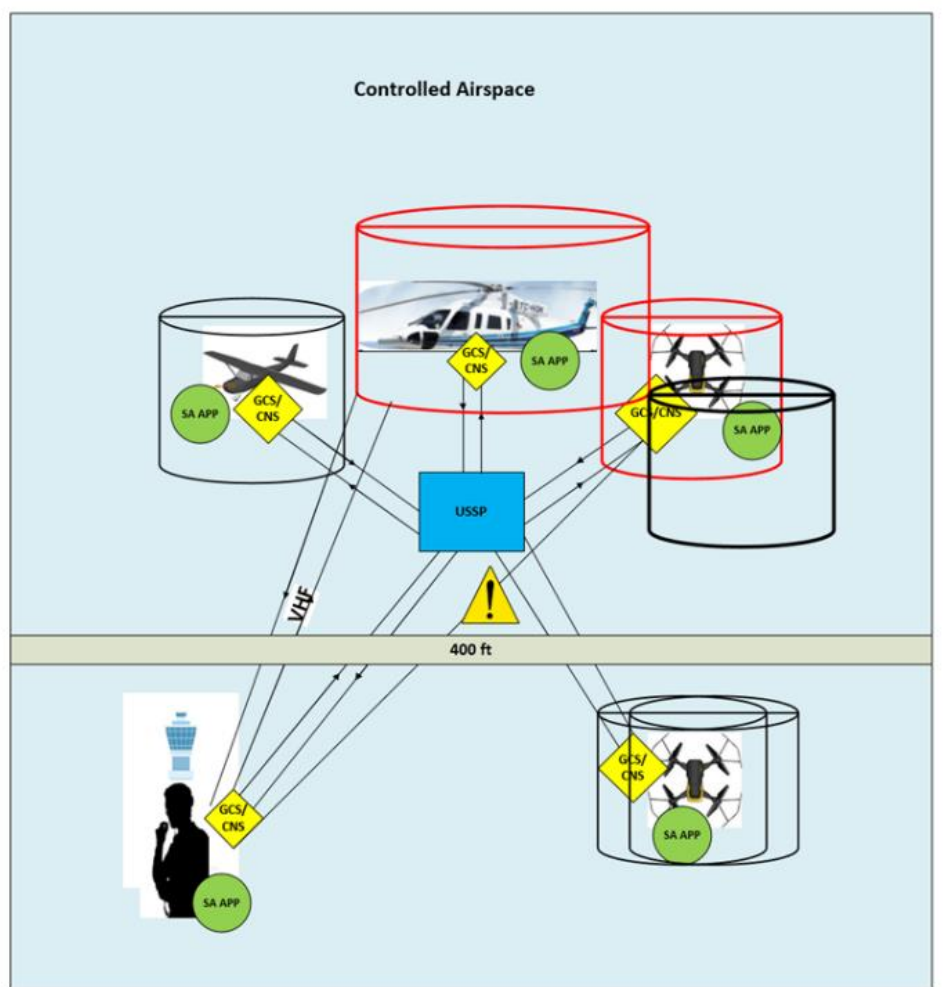 Controlled Airspace
GCS/
CNS
SA APP
SA APP
GCS/
CNS
GCS/CNS
SA APP
USSP
!
VHF
400 ft
GCS/
CNS
SA APP
GCS/
CNS
SA APP